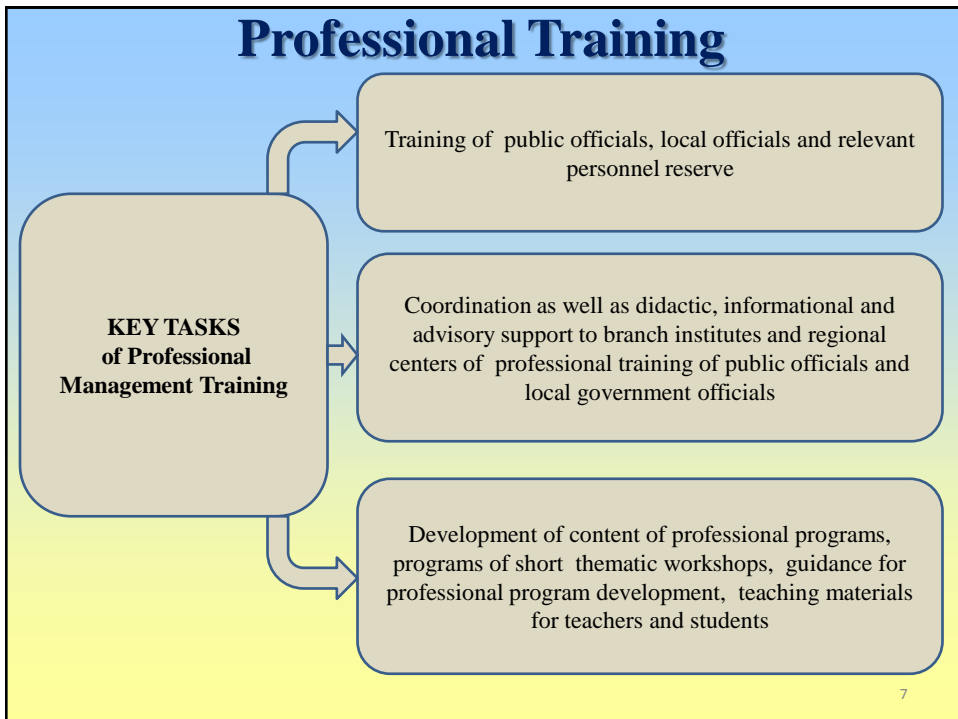 Professional Training
Training of public officials, local officials and relevant
personnel reserve
KEY TASKS
of Professional
Management Training
Coordination as well as didactic, informational and
advisory support to branch institutes and regional
centers of professional training of public officials and
local government officials
Development of content of professional programs,
programs of short thematic workshops, guidance for
professional program development, teaching materials
for teachers and students
7